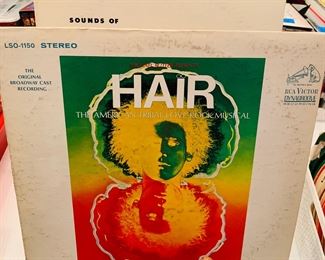 SOUNDS OF
LSO-1150 STEREO
THE
ORIGINAL
BROADWAY CAST
RECORDING
HAIR
THE AMERICAN TRIBAL LOVE-ROCK MUSICAL
RCA VICTOR
DYNAGROOVE